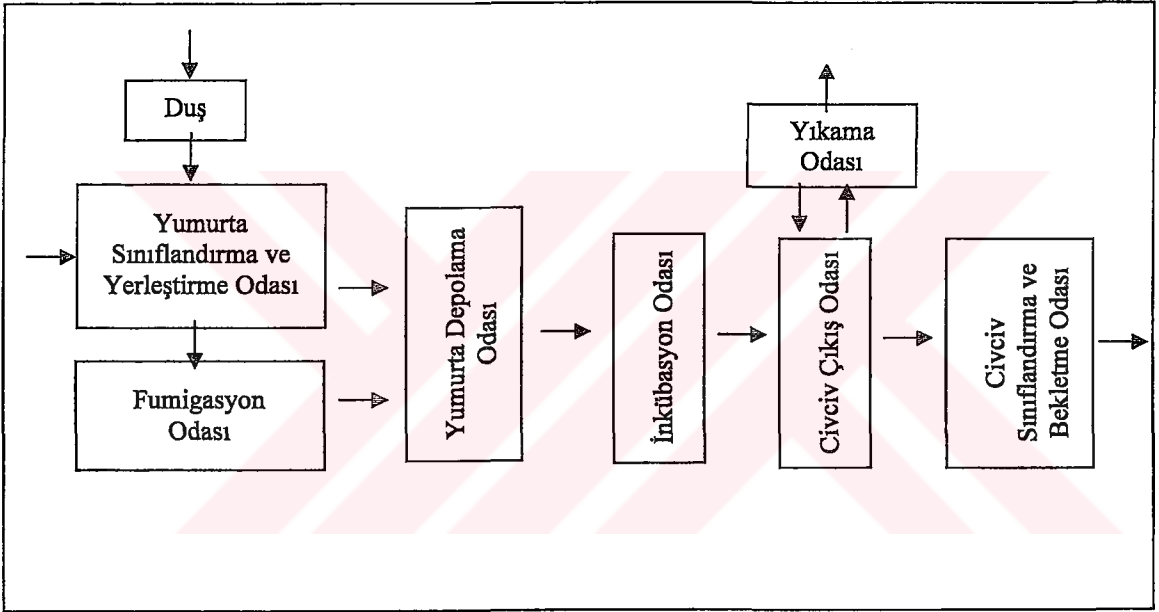 Duş
Yumurta
Sınıflandırma ve
Yerleştirme Odası
Fumigasyon
Odası
Yumurta Depolama
Odası
İnkübasyon Odası
Yıkama
Odası
Civciv Çıkış Odası
Civciv
Sınıflandırma ve
Bekletme Odası